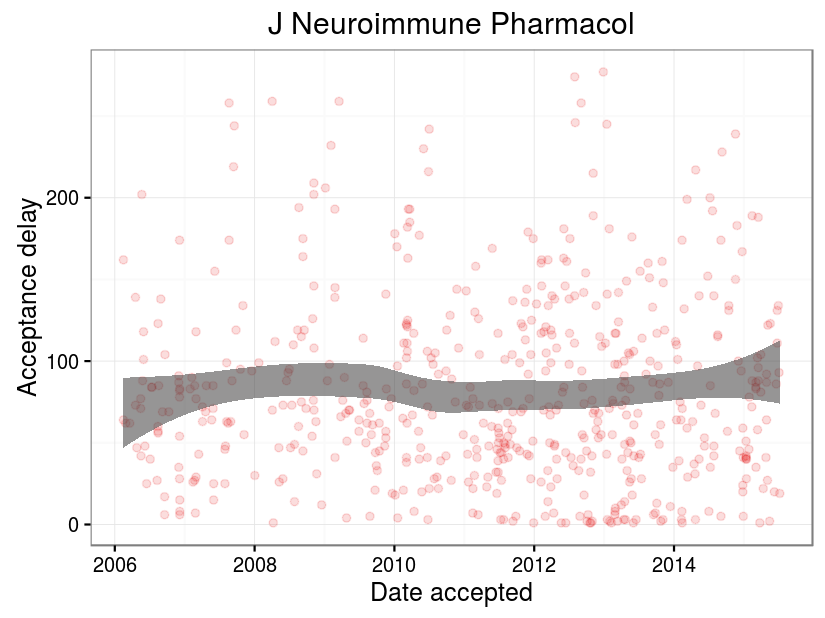 J Neuroimmune Pharmacol
Acceptance delay
200
100
0
2006 2008 2010 2012 2014
Date accepted